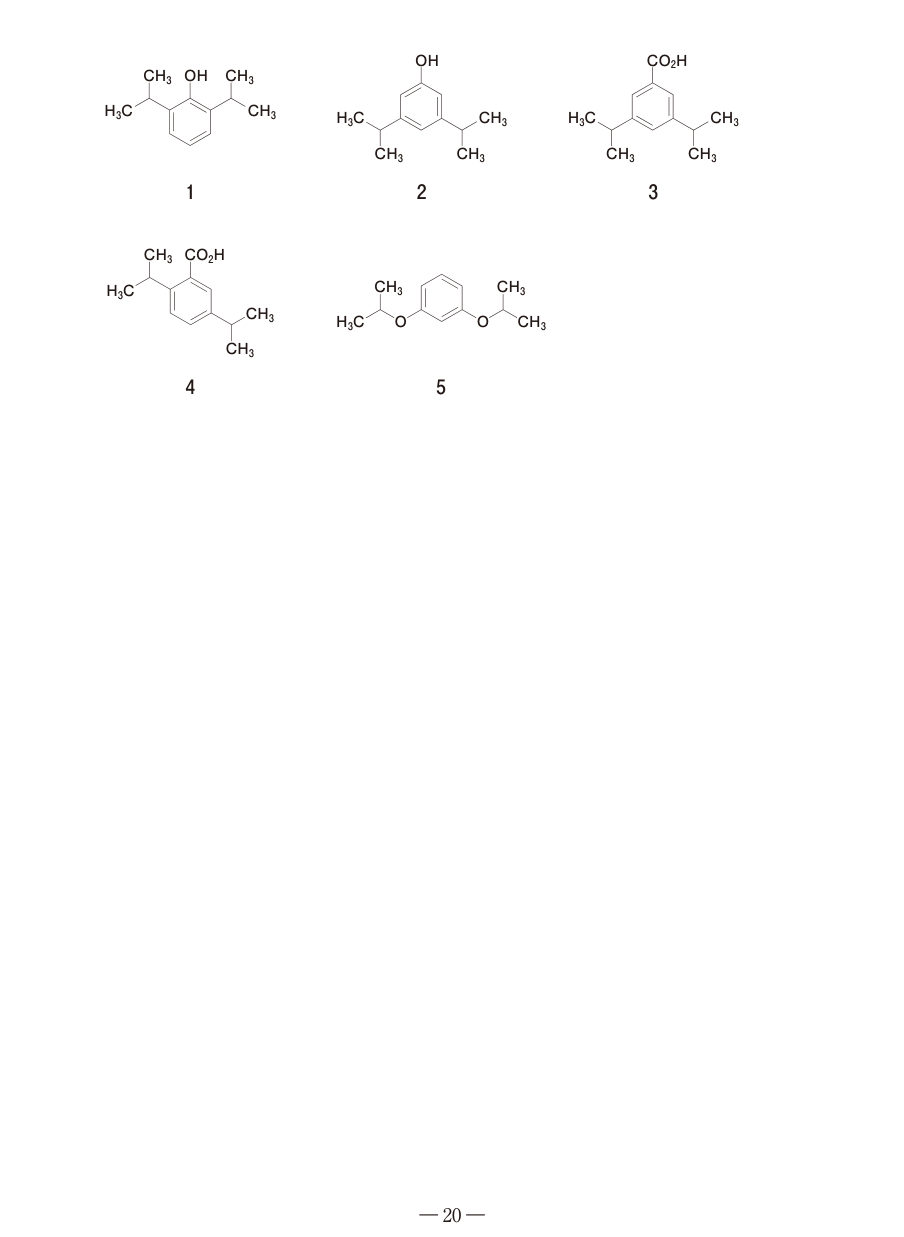 CH₃ OH CH₃
H₃C CH₃
1
OH
H₃C CH₃
CH₃ CH₃
2
CO₂H
H₃C CH₃
CH₃ CH₃
3
CH₃ CO₂H
H₃C
CH₃
CH₃
4
CH₃ CH₃
H₃C O O CH₃
5
— 20 —